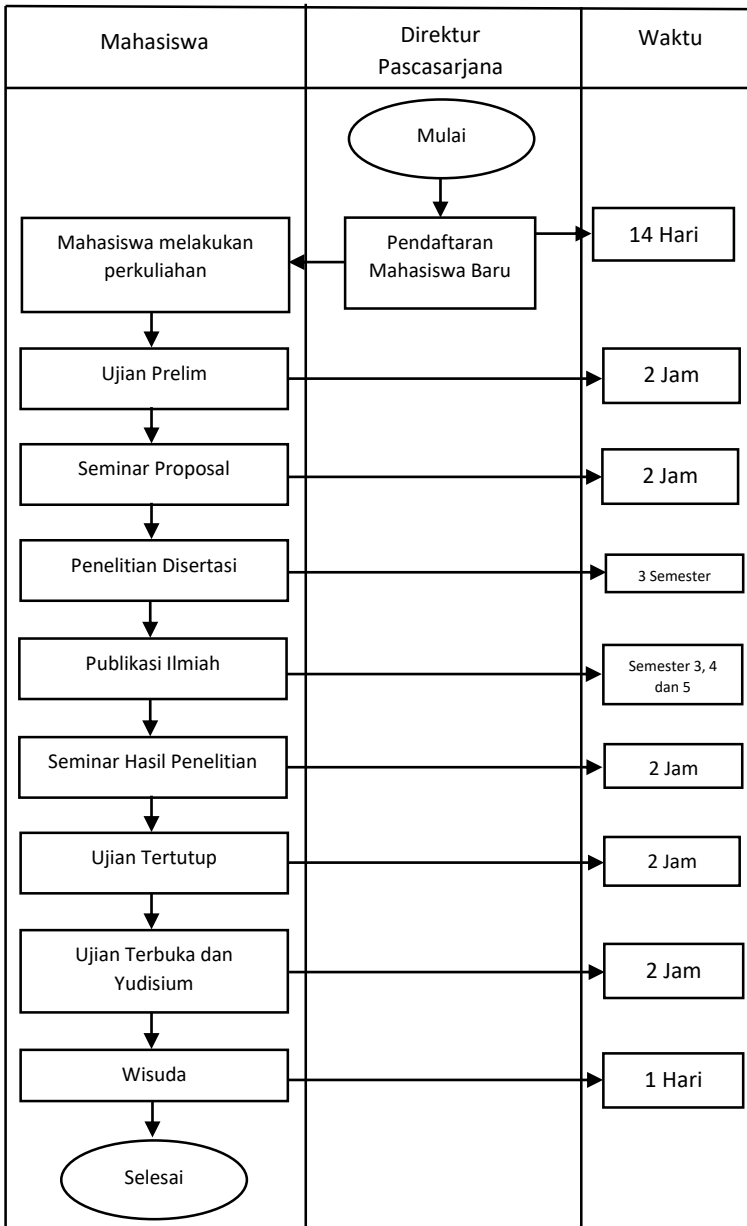 Mahasiswa
Direktur
Pascasarjana
Waktu
Mulai
Mahasiswa melakukan
perkuliahan
Pendaftaran
Mahasiswa Baru
14 Hari
Ujian Prelim
2 Jam
Seminar Proposal
2 Jam
Penelitian Disertasi
3 Semester
Publikasi Ilmiah
Semester 3, 4
dan 5
Seminar Hasil Penelitian
2 Jam
Ujian Tertutup
2 Jam
Ujian Terbuka dan
Yudisium
2 Jam
Wisuda
1 Hari
Selesai